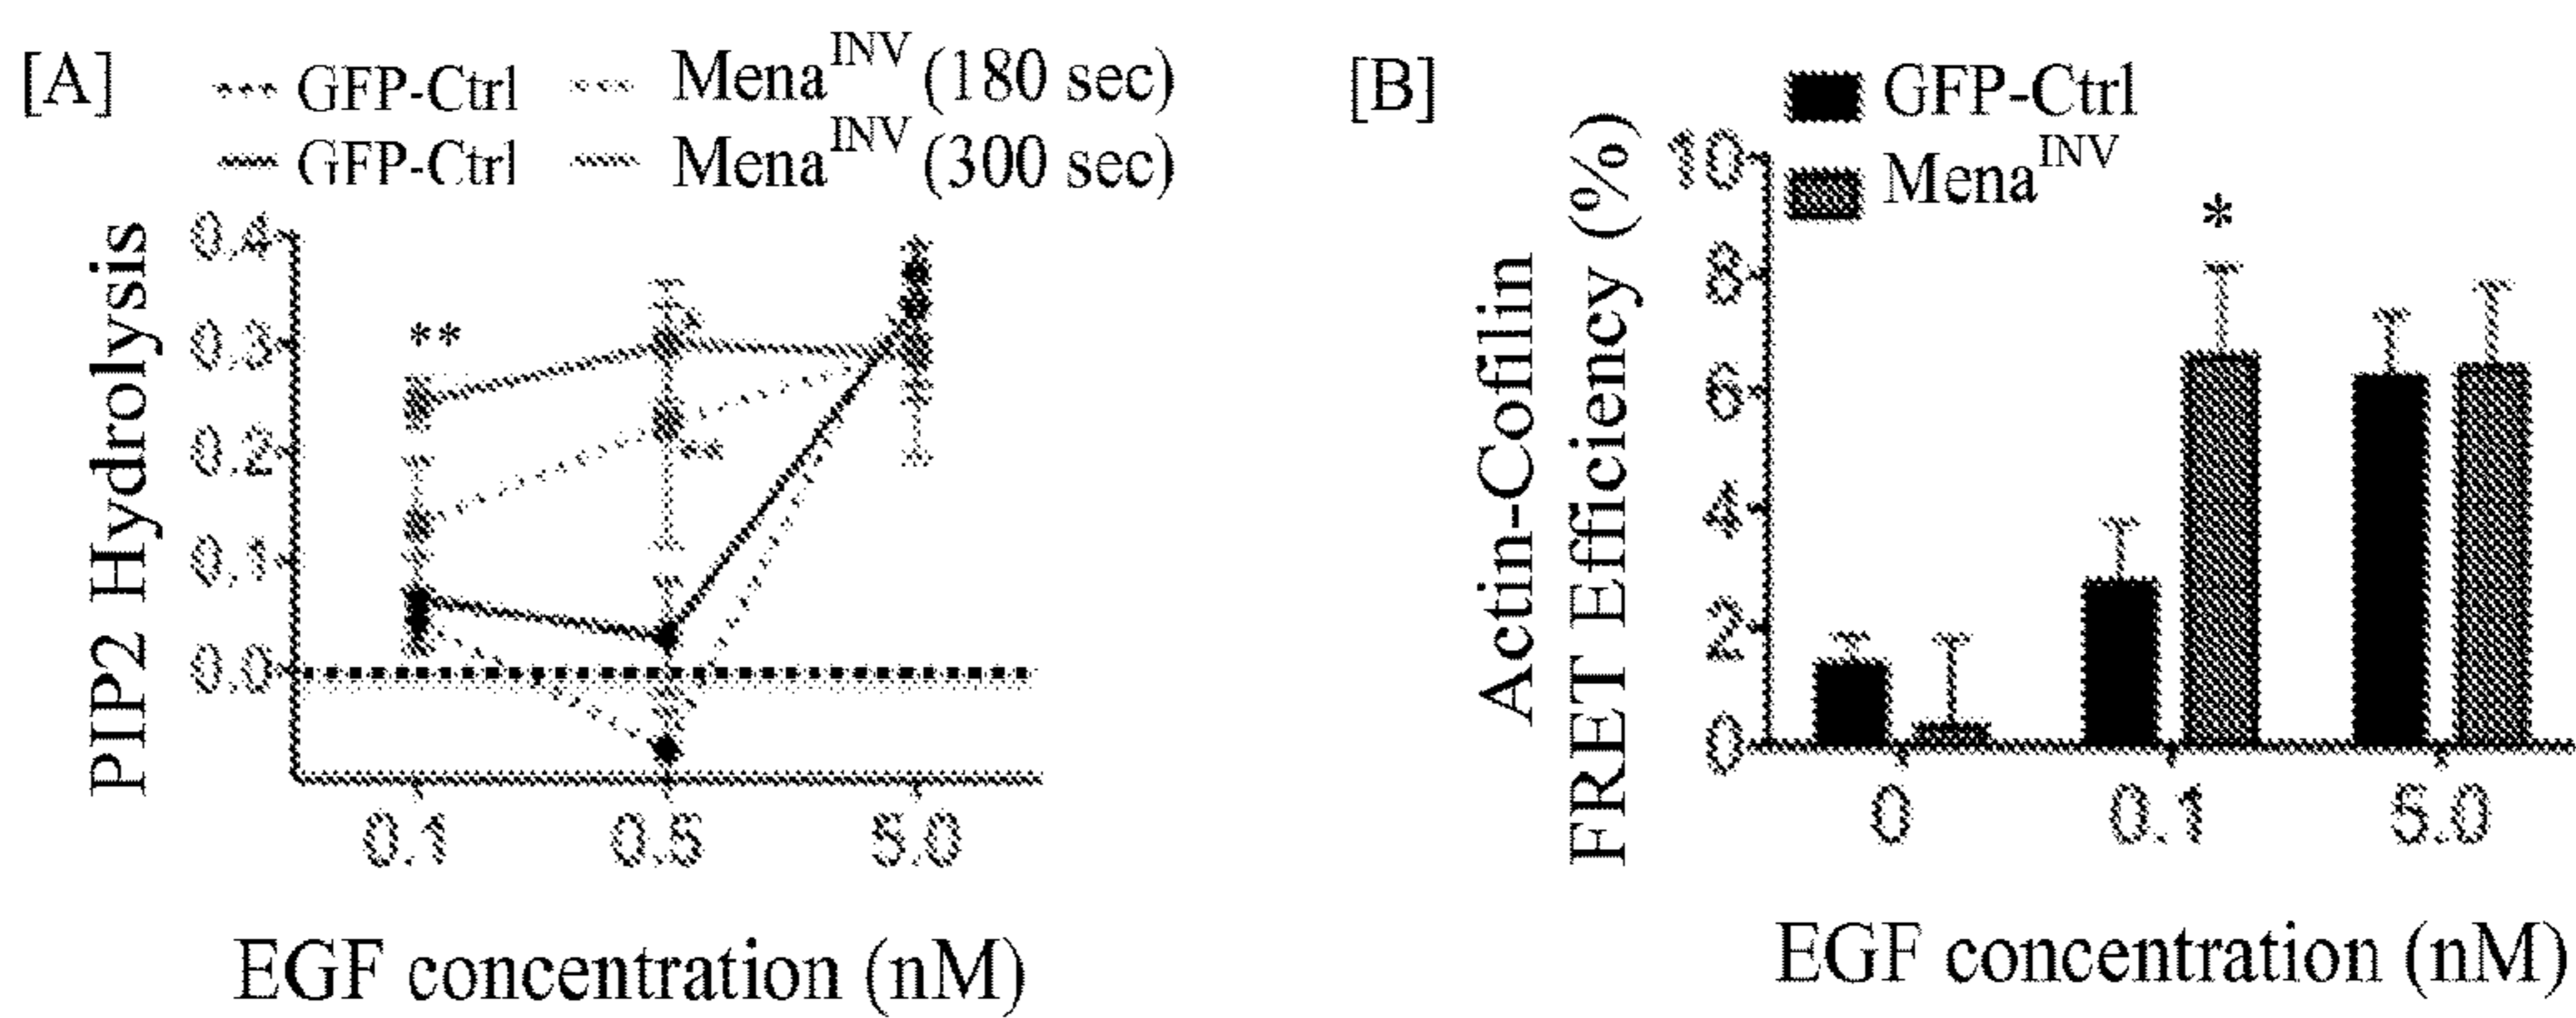 [A]
GFP-Ctrl Mena^INV (180 sec)
GFP-Ctrl Mena^INV (300 sec)
PIP2 Hydrolysis
0.4
**
0.3
*
0.2
**
0.1
0.0
0.1 0.5 5.0
EGF concentration (nM)
[B]
GFP-Ctrl
Mena^INV
*
Actin-Cofilin
FRET Efficiency (%)
10
8
6
4
2
0
0 0.1 5.0
EGF concentration (nM)